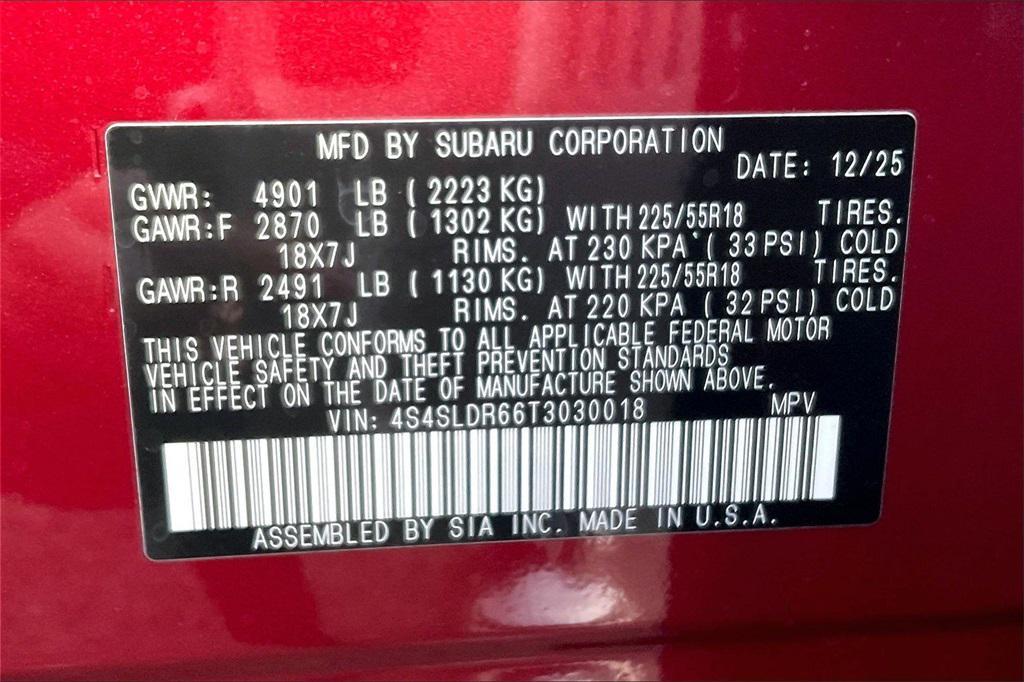 MFD BY SUBARU CORPORATION
DATE: 12/25
GVWR: 4901 LB ( 2223 KG)
GAWR:F 2870 LB ( 1302 KG) WITH 225/55R18 TIRES.
18X7J RIMS. AT 230 KPA ( 33 PSI) COLD
GAWR:R 2491 LB ( 1130 KG) WITH 225/55R18 TIRES.
18X7J RIMS. AT 220 KPA ( 32 PSI) COLD
THIS VEHICLE CONFORMS TO ALL APPLICABLE FEDERAL MOTOR
VEHICLE SAFETY AND THEFT PREVENTION STANDARDS
IN EFFECT ON THE DATE OF MANUFACTURE SHOWN ABOVE.
VIN: 4S4SLDR66T3030018 MPV
ASSEMBLED BY SIA INC. MADE IN U.S.A.